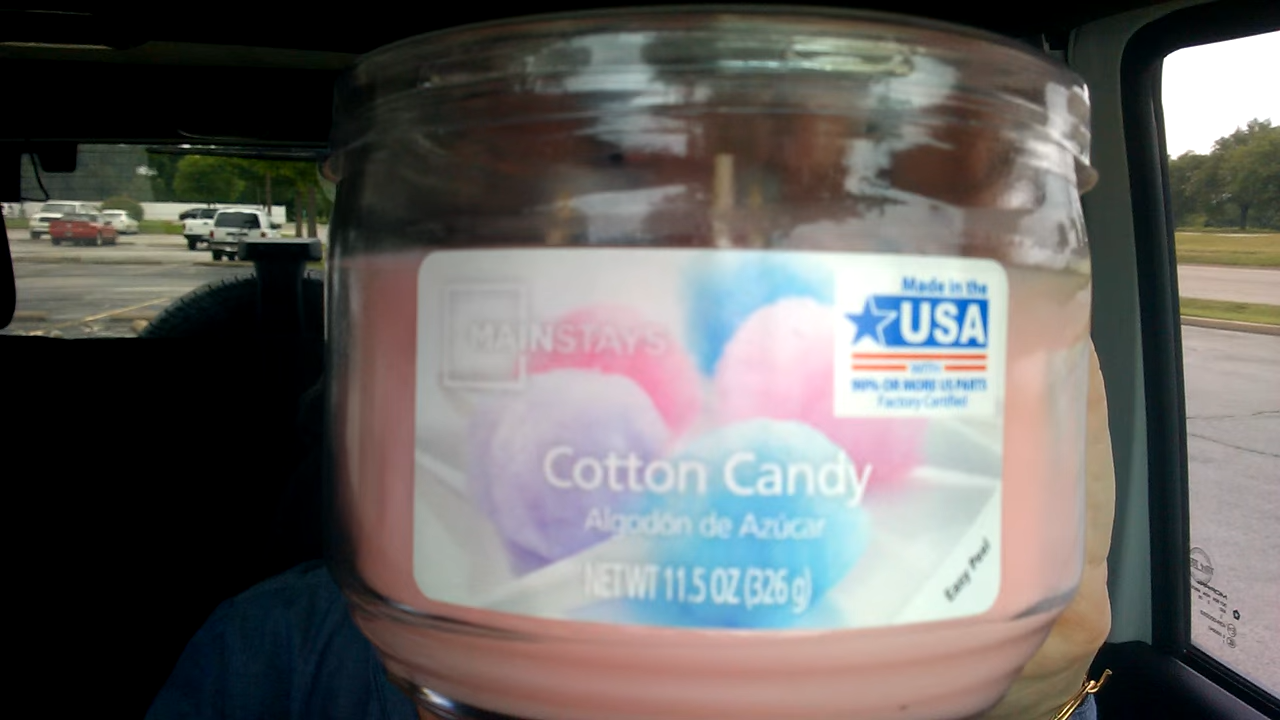 MAINSTAYS
Made in the
USA
WITH
90% OR MORE US PARTS
Factory Certified
Cotton Candy
Algodón de Azúcar
NET WT 11.5 OZ (326 g)
Easy Peel